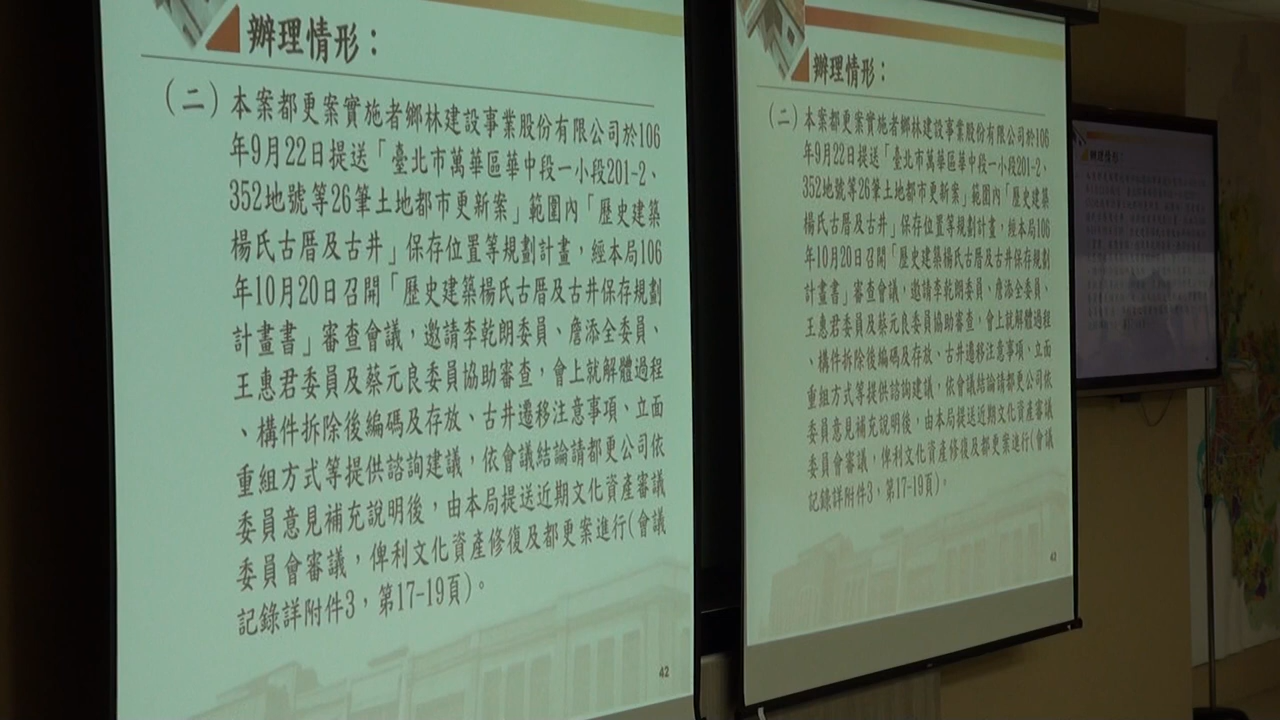 辦理情形：
（二）本案都更案實施者鄉林建設事業股份有限公司於106
年9月22日提送「臺北市萬華區華中段一小段201-2、
352地號等26筆土地都市更新案」範圍內「歷史建築
楊氏古厝及古井」保存位置等規劃計畫，經本局106
年10月20日召開「歷史建築楊氏古厝及古井保存規劃
計畫書」審查會議，邀請李乾朗委員、詹添全委員、
王惠君委員及蔡元良委員協助審查，會上就解體過程
、構件拆除後編碼及存放、古井遷移注意事項、立面
重組方式等提供諮詢建議，依會議結論請都更公司依
委員意見補充說明後，由本局提送近期文化資產審議
委員會審議，俾利文化資產修復及都更案進行(會議
記錄詳附件3，第17-19頁)。
42
辦理情形：
（二）本案都更案實施者鄉林建設事業股份有限公司於106
年9月22日提送「臺北市萬華區華中段一小段201-2、
352地號等26筆土地都市更新案」範圍內「歷史建築
楊氏古厝及古井」保存位置等規劃計畫，經本局106
年10月20日召開「歷史建築楊氏古厝及古井保存規劃
計畫書」審查會議，邀請李乾朗委員、詹添全委員、
王惠君委員及蔡元良委員協助審查，會上就解體過程
、構件拆除後編碼及存放、古井遷移注意事項、立面
重組方式等提供諮詢建議，依會議結論請都更公司依
委員意見補充說明後，由本局提送近期文化資產審議
委員會審議，俾利文化資產修復及都更案進行(會議
記錄詳附件3，第17-19頁)。
辦理情形：